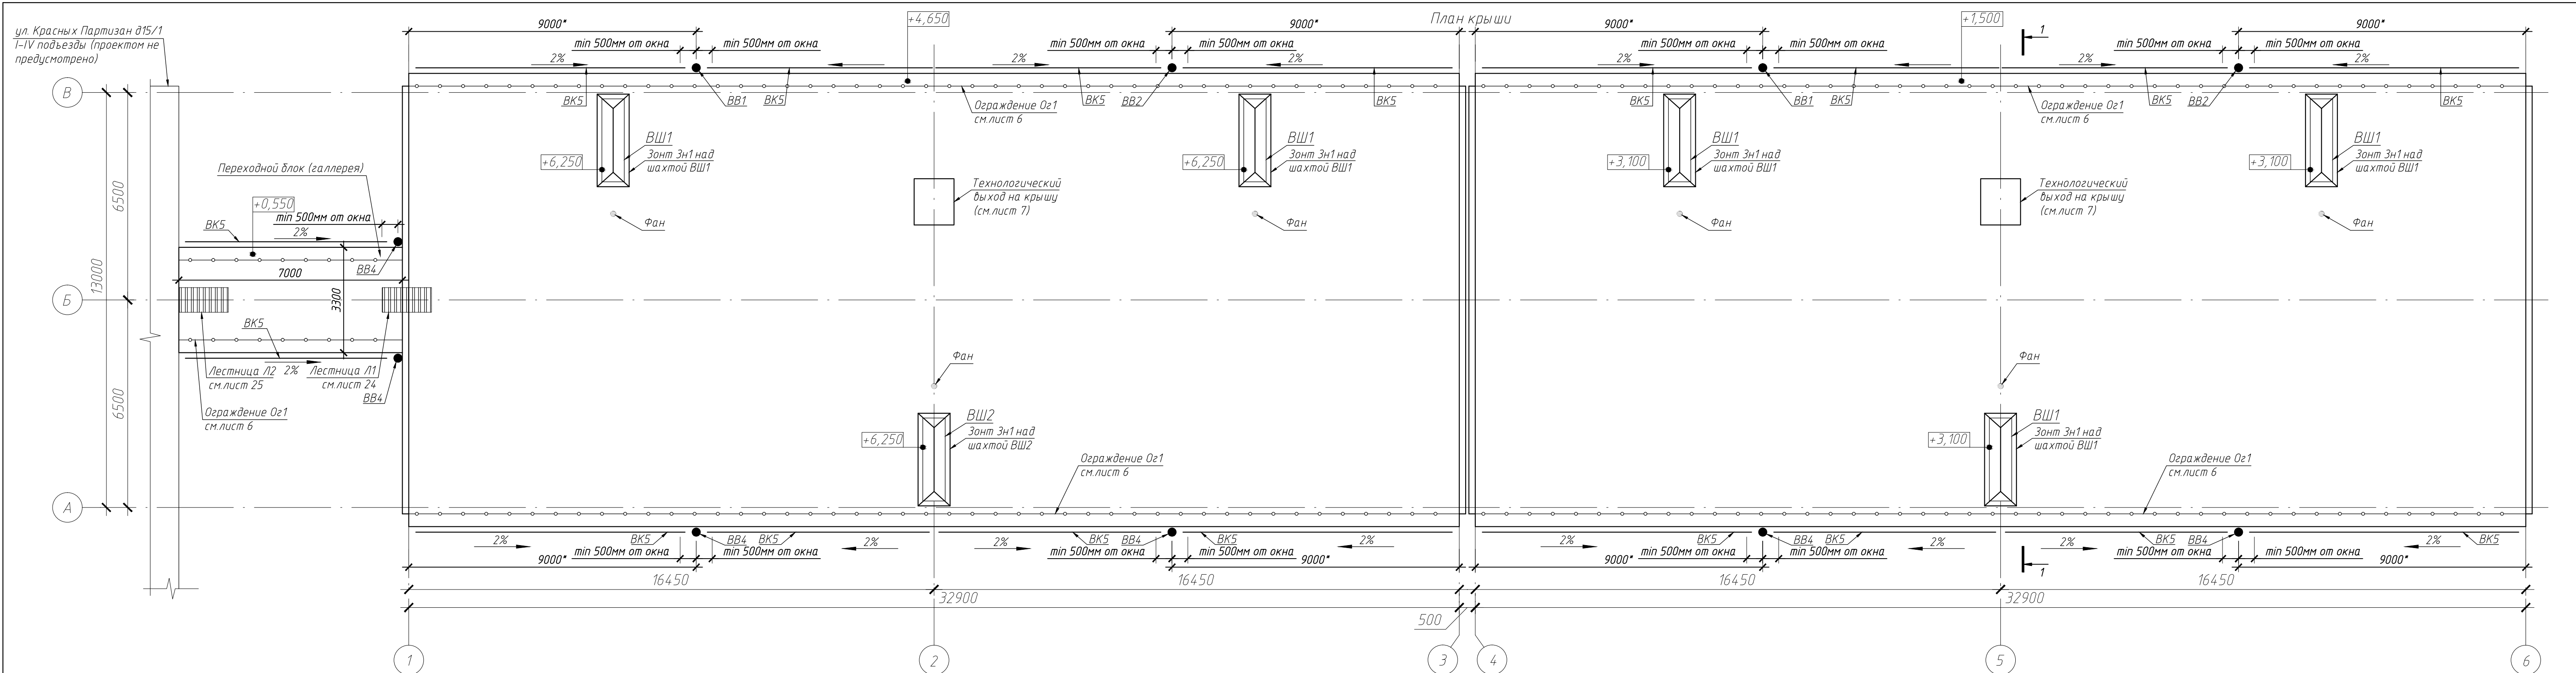 План крыши
ул. Красных Партизан д15/1
I-IV подъезды (проектом не
предусмотрено)
9000*
+4,650
9000*
9000*
+1,500
1
9000*
min 500мм от окна
min 500мм от окна
min 500мм от окна
min 500мм от окна
min 500мм от окна
min 500мм от окна
min 500мм от окна
min 500мм от окна
2%
2%
2%
2%
2%
2%
В
ВК5
ВВ1
ВК5
Ограждение Ог1
см.лист 6
ВК5
ВВ2
ВК5
ВК5
ВВ1
ВК5
Ограждение Ог1
см.лист 6
ВК5
ВВ2
ВК5
ВШ1
Зонт Зн1 над
шахтой ВШ1
+6,250
ВШ1
Зонт Зн1 над
шахтой ВШ1
+6,250
ВШ1
Зонт Зн1 над
шахтой ВШ1
+3,100
ВШ1
Зонт Зн1 над
шахтой ВШ1
+3,100
Переходной блок (галлерея)
Технологический
выход на крышу
(см.лист 7)
Технологический
выход на крышу
(см.лист 7)
6500
+0,550
min 500мм от окна
ВК5
2%
Фан
Фан
Фан
Фан
13000
7000
ВВ4
3300
Б
ВК5
Лестница Л2
см.лист 25
2%
Лестница Л1
см.лист 24
ВВ4
Фан
Фан
6500
Ограждение Ог1
см.лист 6
ВШ2
Зонт Зн1 над
шахтой ВШ2
+6,250
ВШ1
Зонт Зн1 над
шахтой ВШ1
+3,100
Ограждение Ог1
см.лист 6
Ограждение Ог1
см.лист 6
А
2%
ВК5
ВВ4
ВК5
2%
2%
ВК5
ВВ4
ВК5
2%
2%
ВК5
ВВ4
ВК5
2%
2%
ВК5
ВВ4
2%
ВК5
min 500мм от окна
min 500мм от окна
min 500мм от окна
min 500мм от окна
min 500мм от окна
min 500мм от окна
min 500мм от окна
min 500мм от окна
9000*
9000*
9000*
9000*
1
16450
16450
16450
16450
32900
32900
500
1
2
3
4
5
6